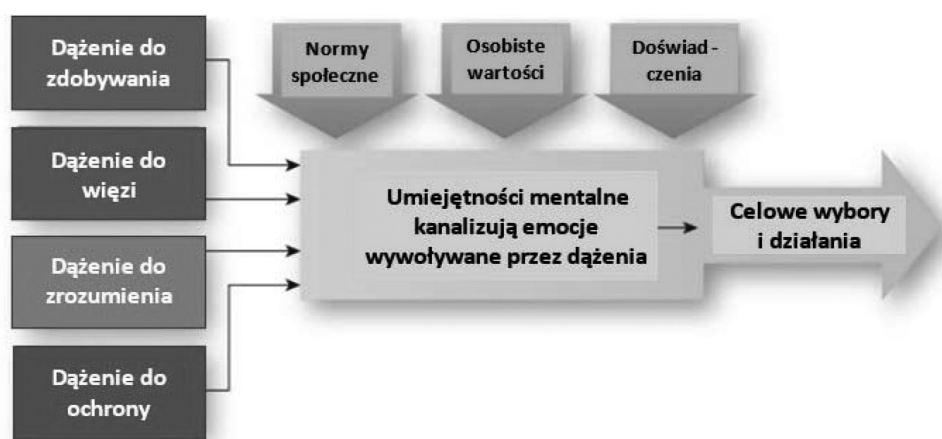 Dążenie do
zdobywania
Dążenie do
więzi
Dążenie do
zrozumienia
Dążenie do
ochrony
Normy
społeczne
Osobiste
wartości
Doświad -
czenia
Umiejętności mentalne
kanalizują emocje
wywoływane przez dążenia
Celowe wybory
i działania